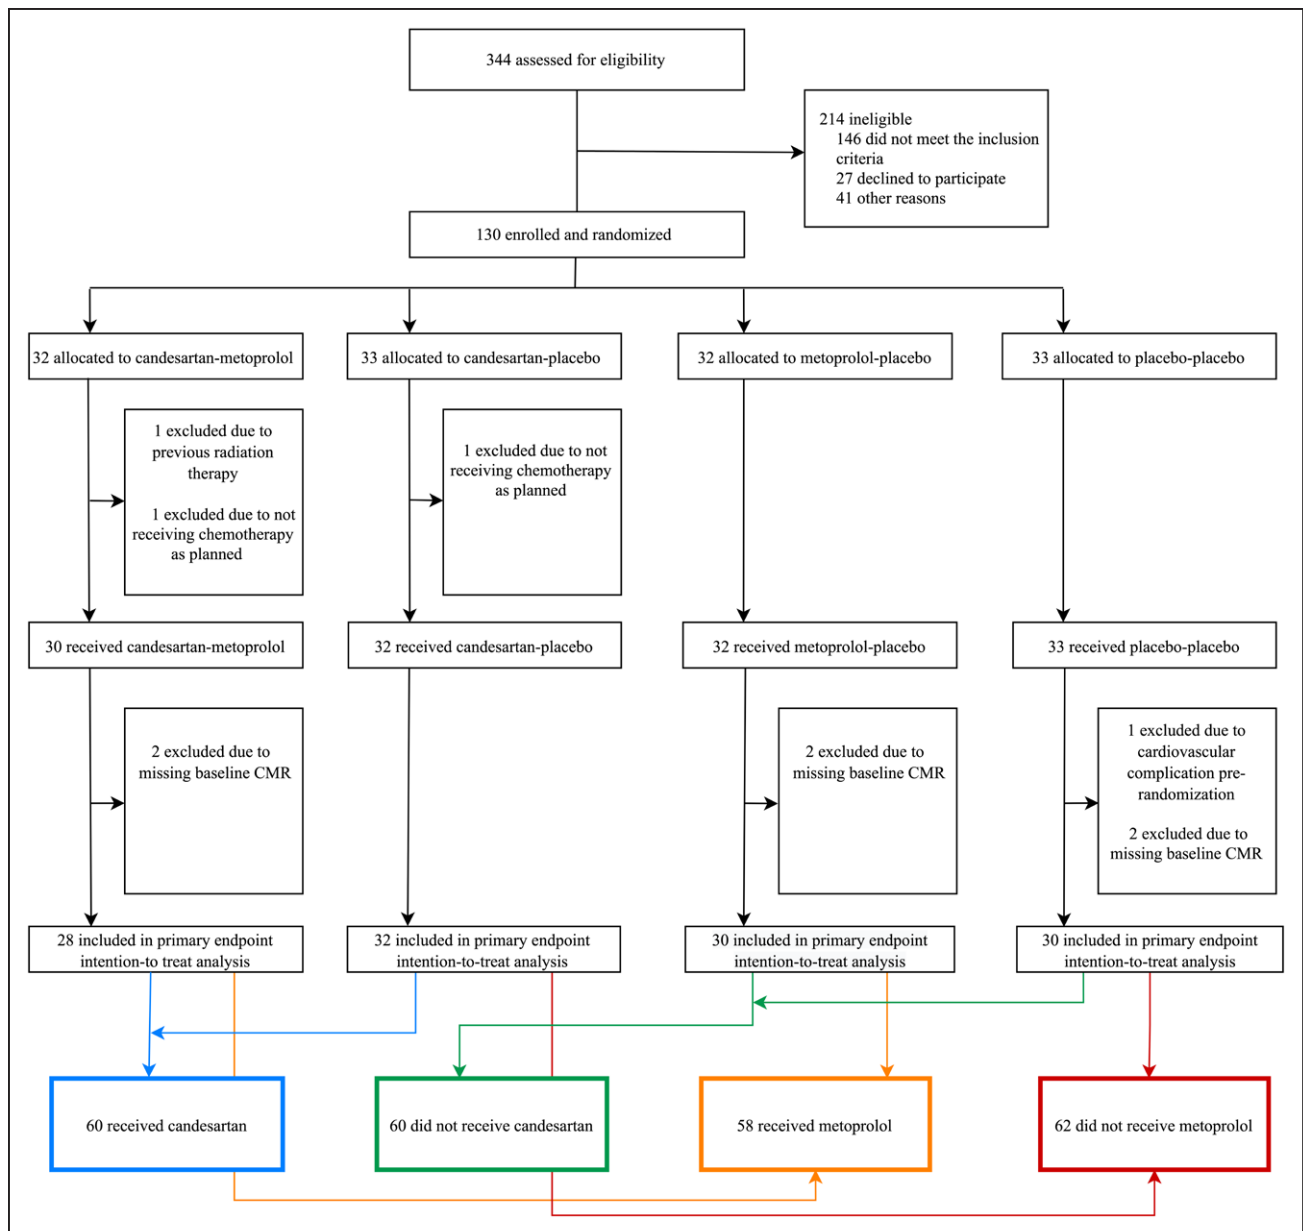 344 assessed for eligibility
214 ineligible
146 did not meet the inclusion
criteria
27 declined to participate
41 other reasons
130 enrolled and randomized
32 allocated to candesartan-metoprolol
33 allocated to candesartan-placebo
32 allocated to metoprolol-placebo
33 allocated to placebo-placebo
1 excluded due to
previous radiation
therapy
1 excluded due to not
receiving chemotherapy
as planned
1 excluded due to not
receiving chemotherapy
as planned
30 received candesartan-metoprolol
32 received candesartan-placebo
32 received metoprolol-placebo
33 received placebo-placebo
2 excluded due to
missing baseline CMR
2 excluded due to
missing baseline CMR
1 excluded due to
cardiovascular
complication pre-
randomization
2 excluded due to
missing baseline CMR
28 included in primary endpoint
intention-to treat analysis
32 included in primary endpoint
intention-to-treat analysis
30 included in primary endpoint
intention-to-treat analysis
30 included in primary endpoint
intention-to-treat analysis
60 received candesartan
60 did not receive candesartan
58 received metoprolol
62 did not receive metoprolol